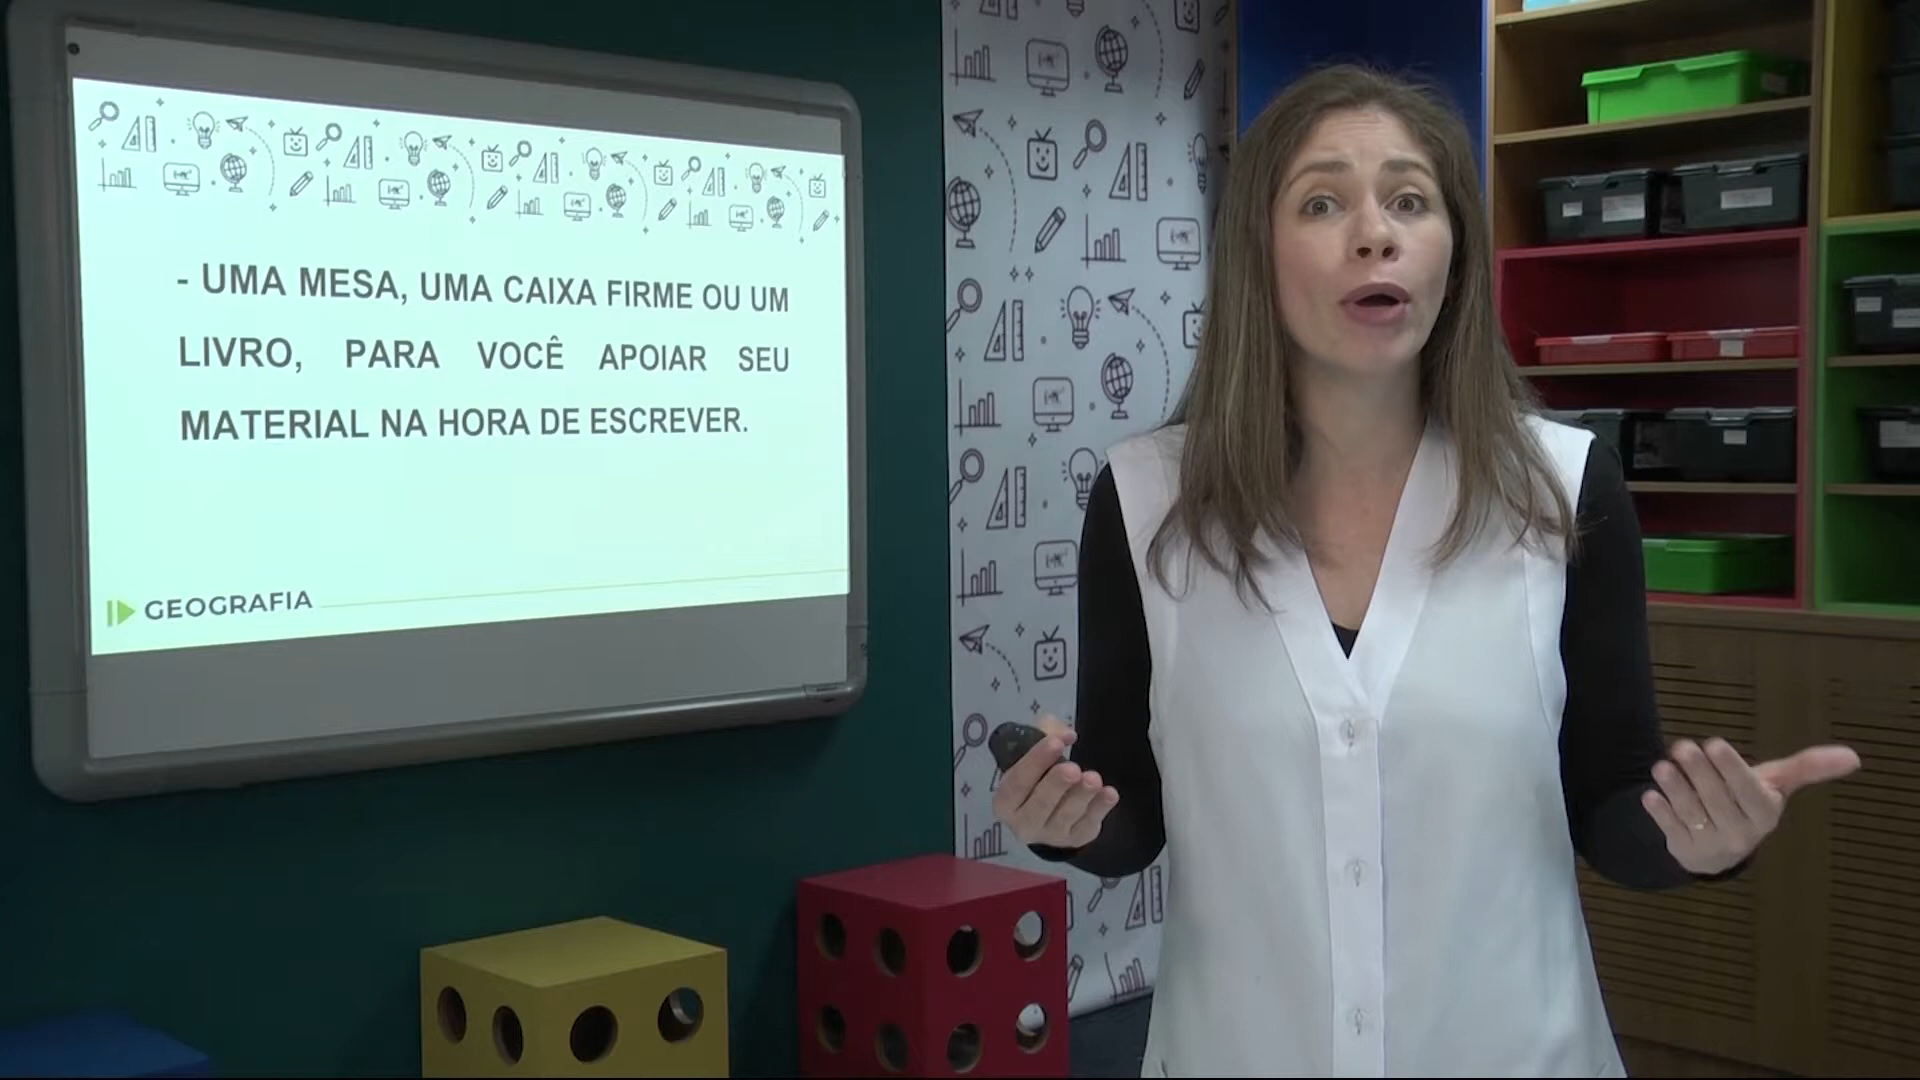 - UMA MESA, UMA CAIXA FIRME OU UM
LIVRO, PARA VOCÊ APOIAR SEU
MATERIAL NA HORA DE ESCREVER.
GEOGRAFIA